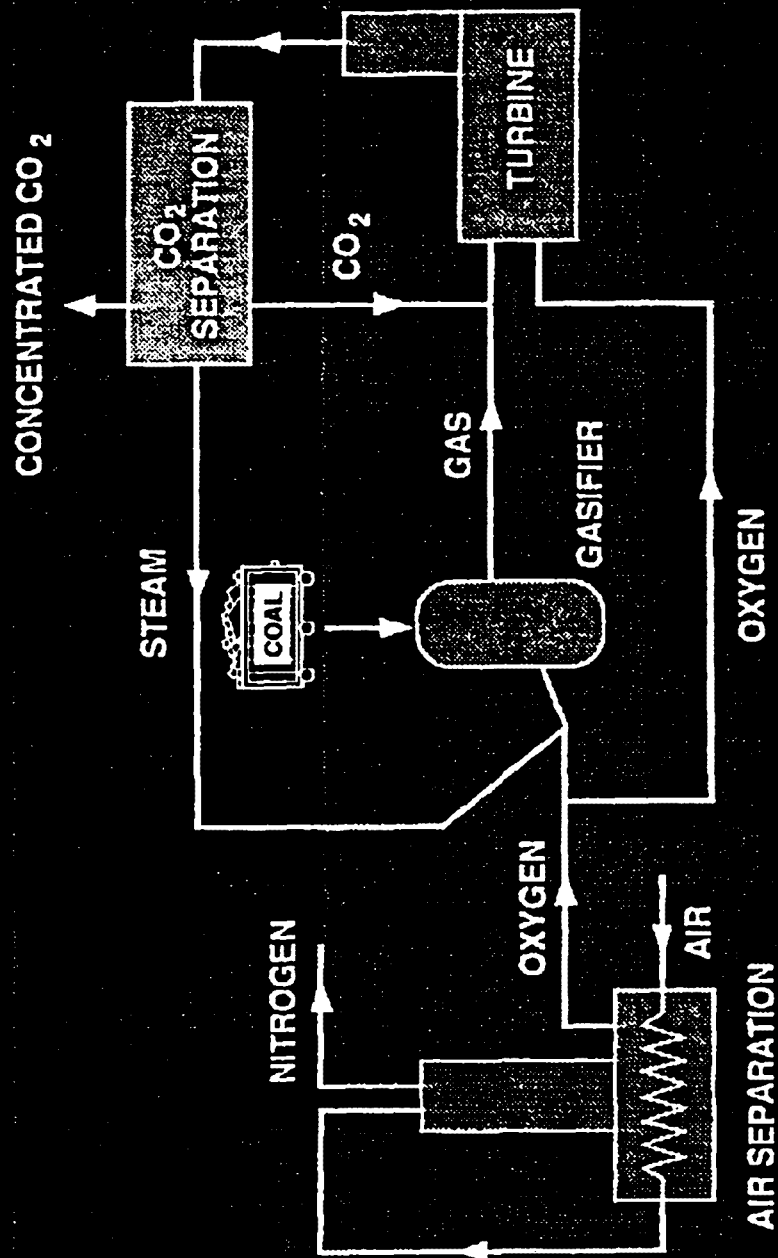 CONCENTRATED CO2
CO2
SEPARATION
STEAM
CO2
TURBINE
COAL
GAS
GASIFIER
NITROGEN
OXYGEN
OXYGEN
AIR
AIR SEPARATION